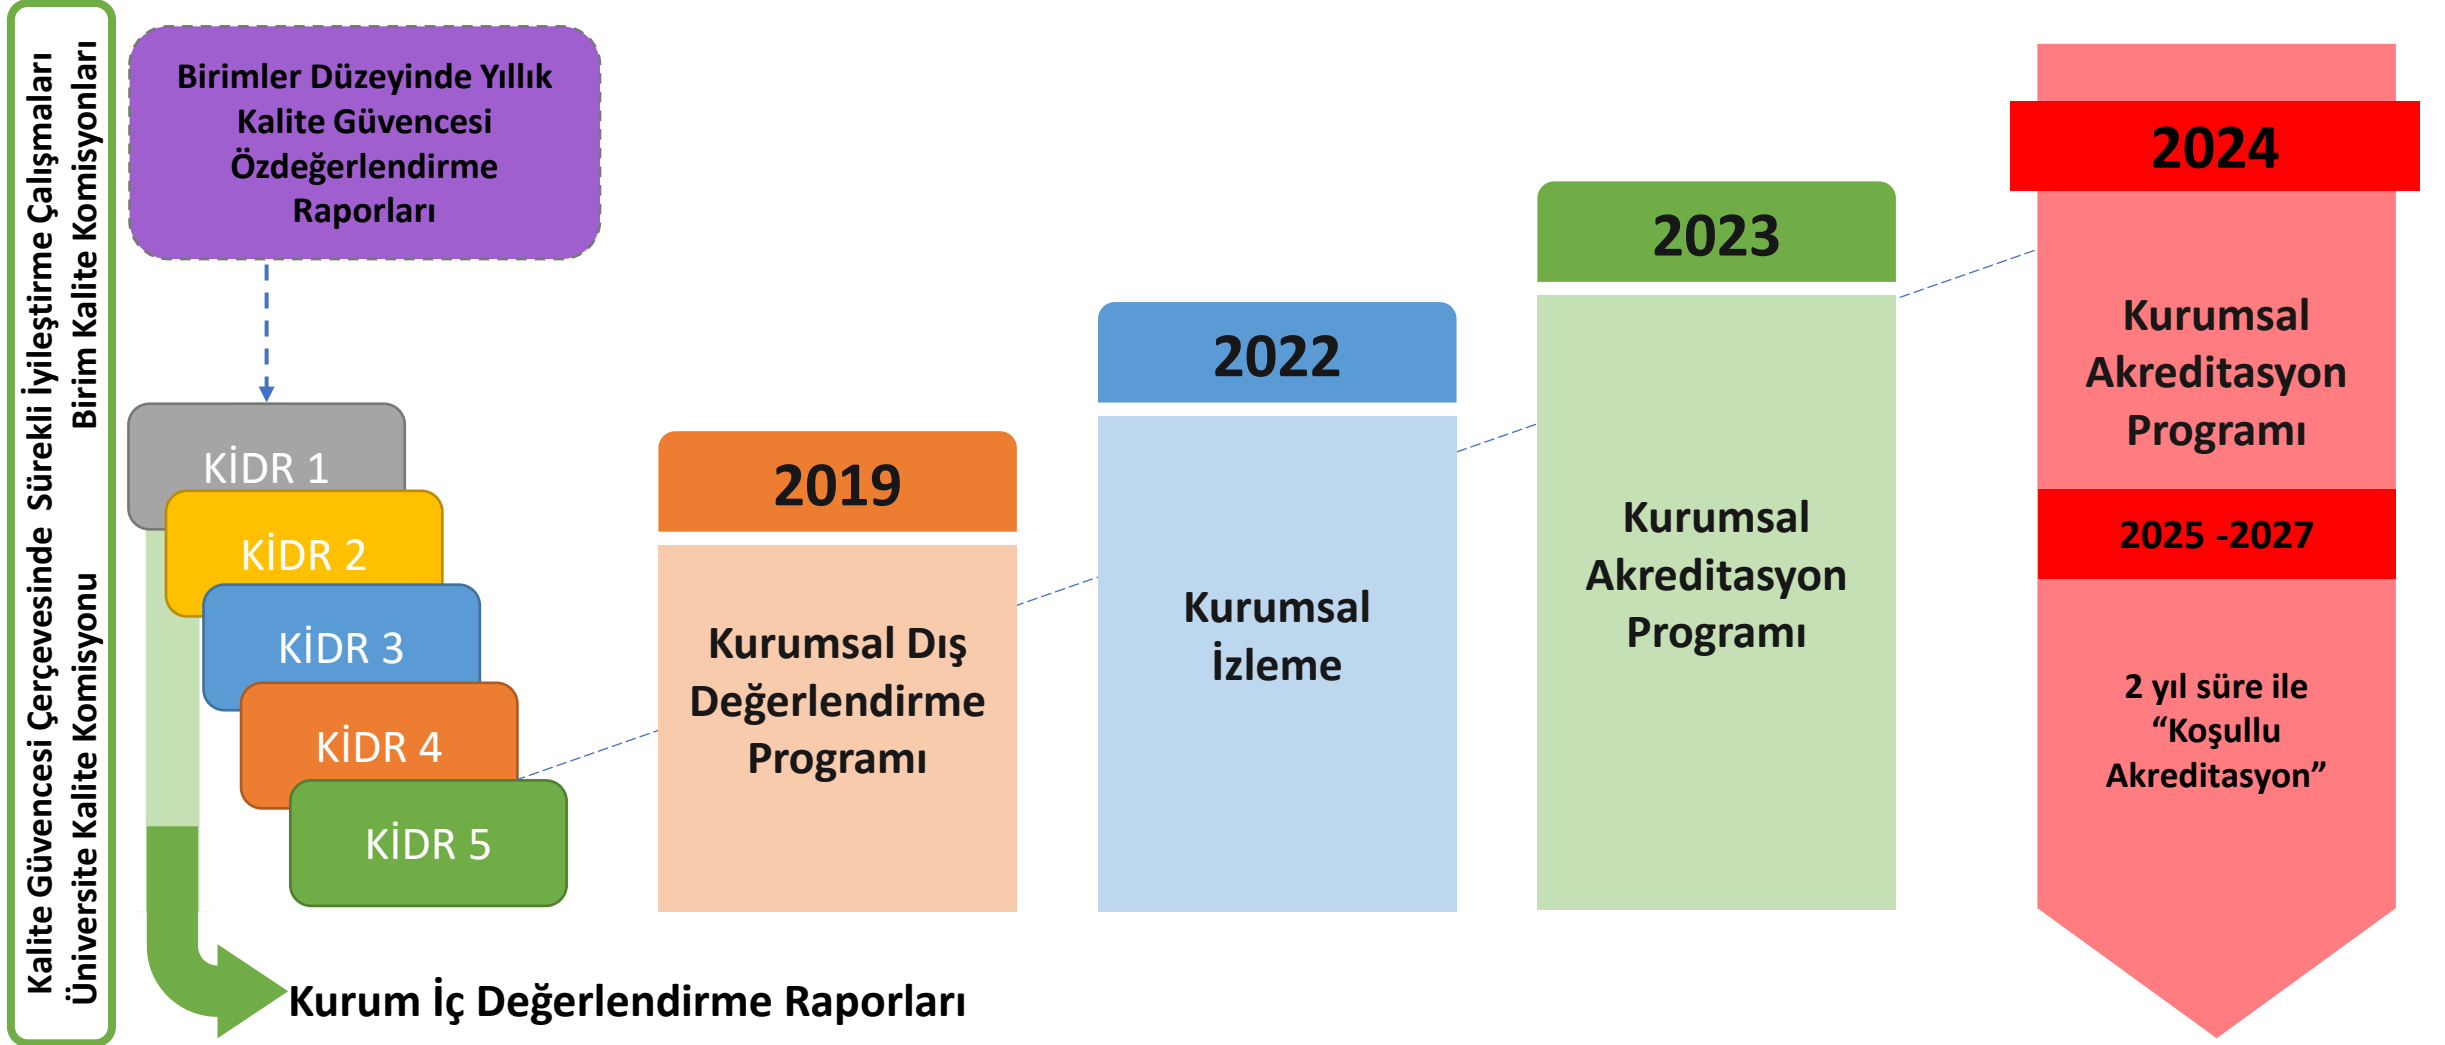 Kalite Güvencesi Çerçevesinde Sürekli İyileştirme Çalışmaları
Üniversite Kalite Komisyonu
Birim Kalite Komisyonları
Birimler Düzeyinde Yıllık
Kalite Güvencesi
Özdeğerlendirme
Raporları
KİDR 1
KİDR 2
KİDR 3
KİDR 4
KİDR 5
Kurum İç Değerlendirme Raporları
2019
Kurumsal Dış
Değerlendirme
Programı
2022
Kurumsal
İzleme
2023
Kurumsal
Akreditasyon
Programı
2024
Kurumsal
Akreditasyon
Programı
2025 -2027
2 yıl süre ile
“Koşullu
Akreditasyon”